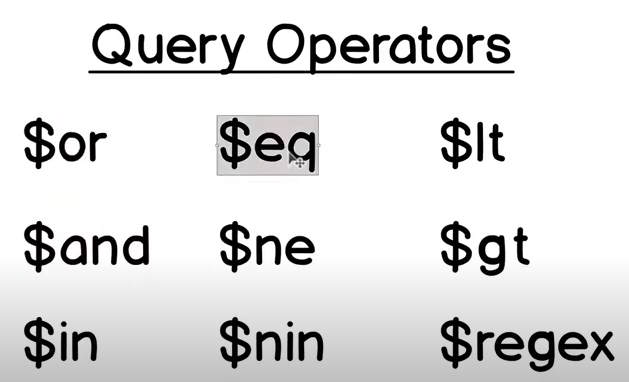 Query Operators
$or $eq $lt
$and $ne $gt
$in $nin $regex